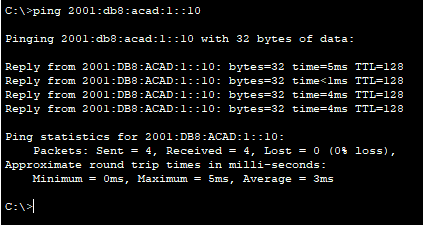 C:\>ping 2001:db8:acad:1::10
Pinging 2001:db8:acad:1::10 with 32 bytes of data:
Reply from 2001:DB8:ACAD:1::10: bytes=32 time=5ms TTL=128
Reply from 2001:DB8:ACAD:1::10: bytes=32 time<1ms TTL=128
Reply from 2001:DB8:ACAD:1::10: bytes=32 time=4ms TTL=128
Reply from 2001:DB8:ACAD:1::10: bytes=32 time=4ms TTL=128
Ping statistics for 2001:DB8:ACAD:1::10:
Packets: Sent = 4, Received = 4, Lost = 0 (0% loss),
Approximate round trip times in milli-seconds:
Minimum = 0ms, Maximum = 5ms, Average = 3ms
C:\>